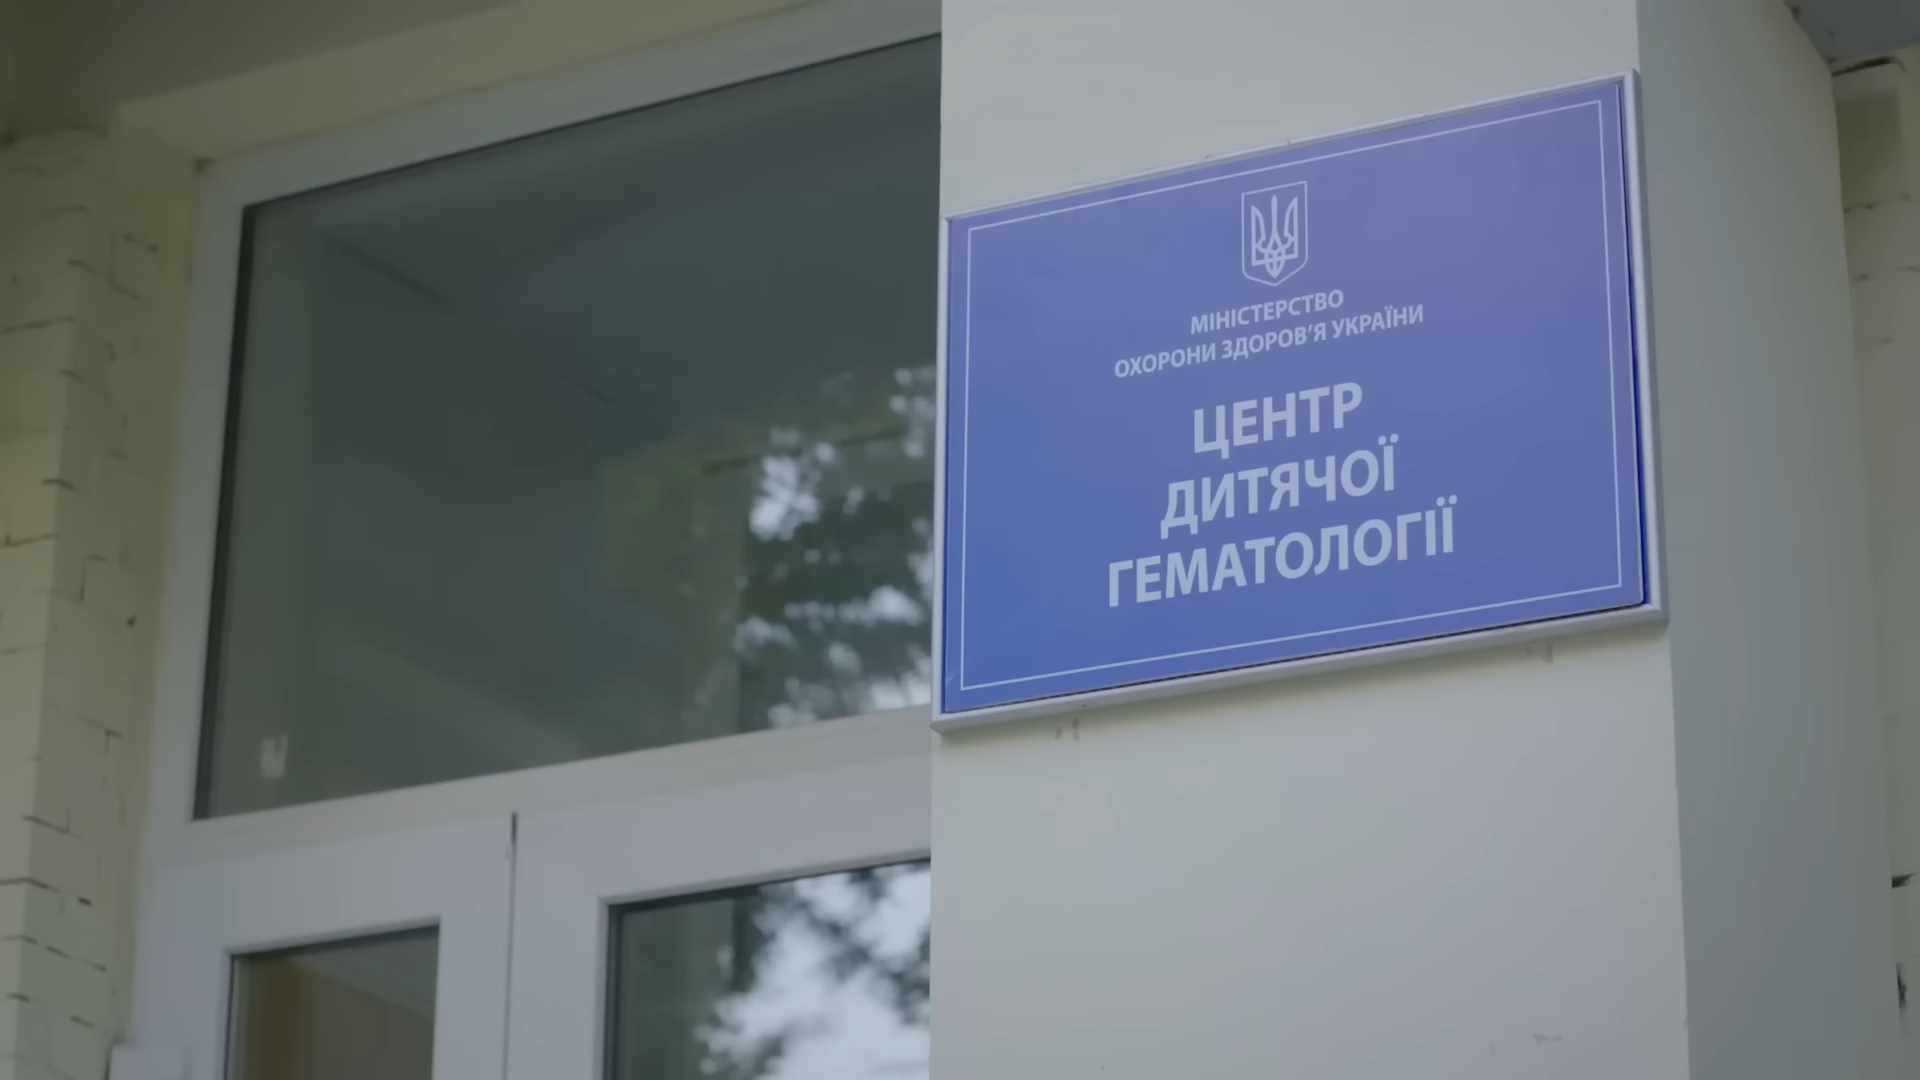 МІНІСТЕРСТВО
ОХОРОНИ ЗДОРОВ'Я УКРАЇНИ
ЦЕНТР
ДИТЯЧОЇ
ГЕМАТОЛОГІЇ